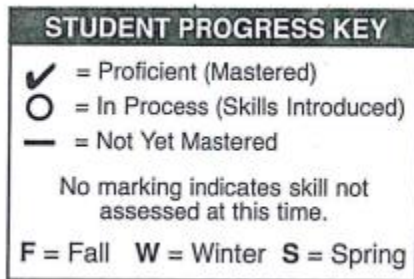 STUDENT PROGRESS KEY
✔ = Proficient (Mastered)
O = In Process (Skills Introduced)
— = Not Yet Mastered
No marking indicates skill not
assessed at this time.
F = Fall W = Winter S = Spring